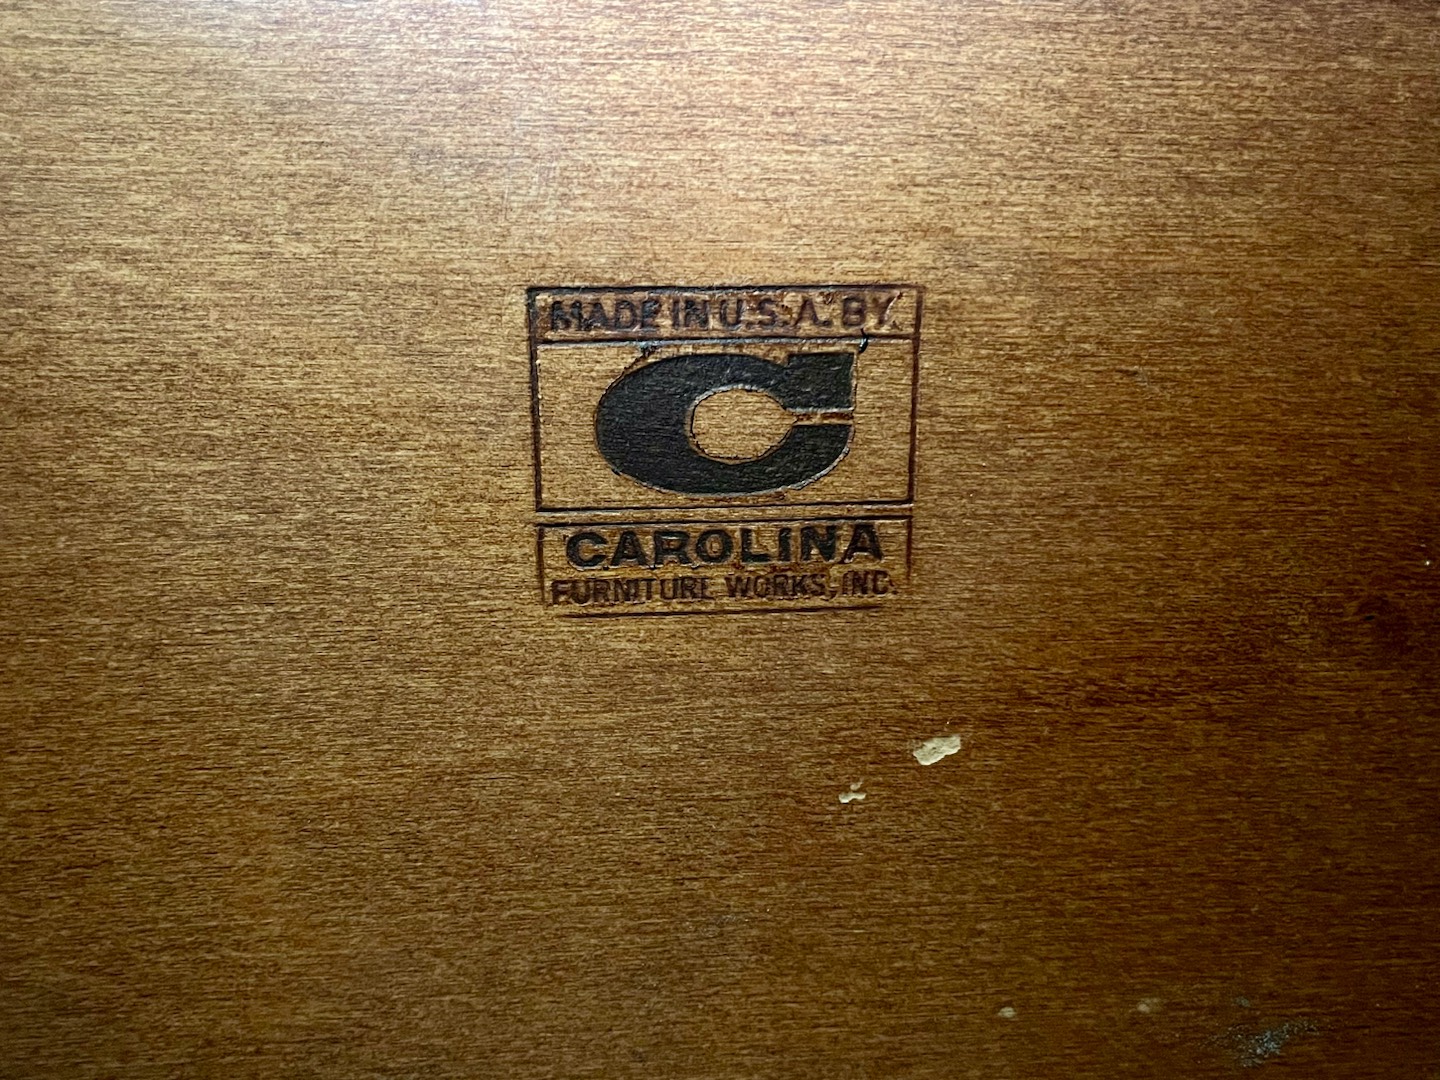 MADE IN U.S.A. BY
C
CAROLINA
FURNITURE WORKS, INC.